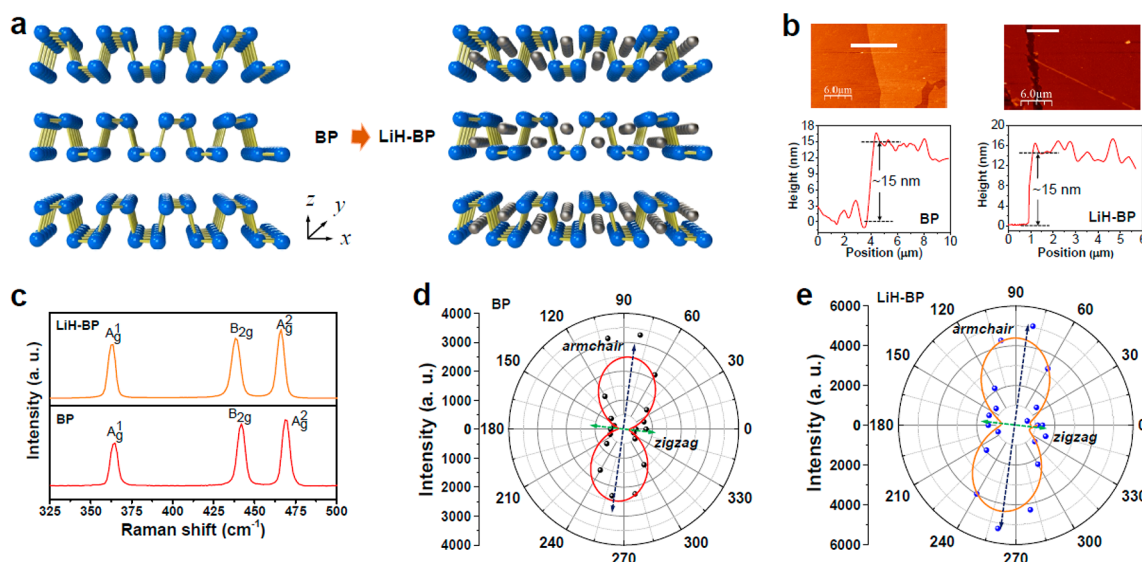 a
BP
LiH-BP
z
y
x
b
6.0μm
6.0μm
Height (nm)
18
15
12
9
6
3
0
~15 nm
BP
0 2 4 6 8 10
Position (μm)
Height (nm)
20
16
12
8
4
0
~15 nm
LiH-BP
0 1 2 3 4 5 6
Position (μm)
c
Intensity (a. u.)
LiH-BP
Ag1
B2g
Ag2
BP
Ag1
B2g
Ag2
325 350 375 400 425 450 475 500
Raman shift (cm-1)
d
BP
Intensity (a. u.)
4000
3000
2000
1000
0
1000
2000
3000
4000
90
120
60
150
30
180
0
210
330
240
300
270
armchair
zigzag
e
LiH-BP
Intensity (a. u.)
6000
4000
2000
0
2000
4000
6000
90
120
60
150
30
180
0
210
330
240
300
270
armchair
zigzag